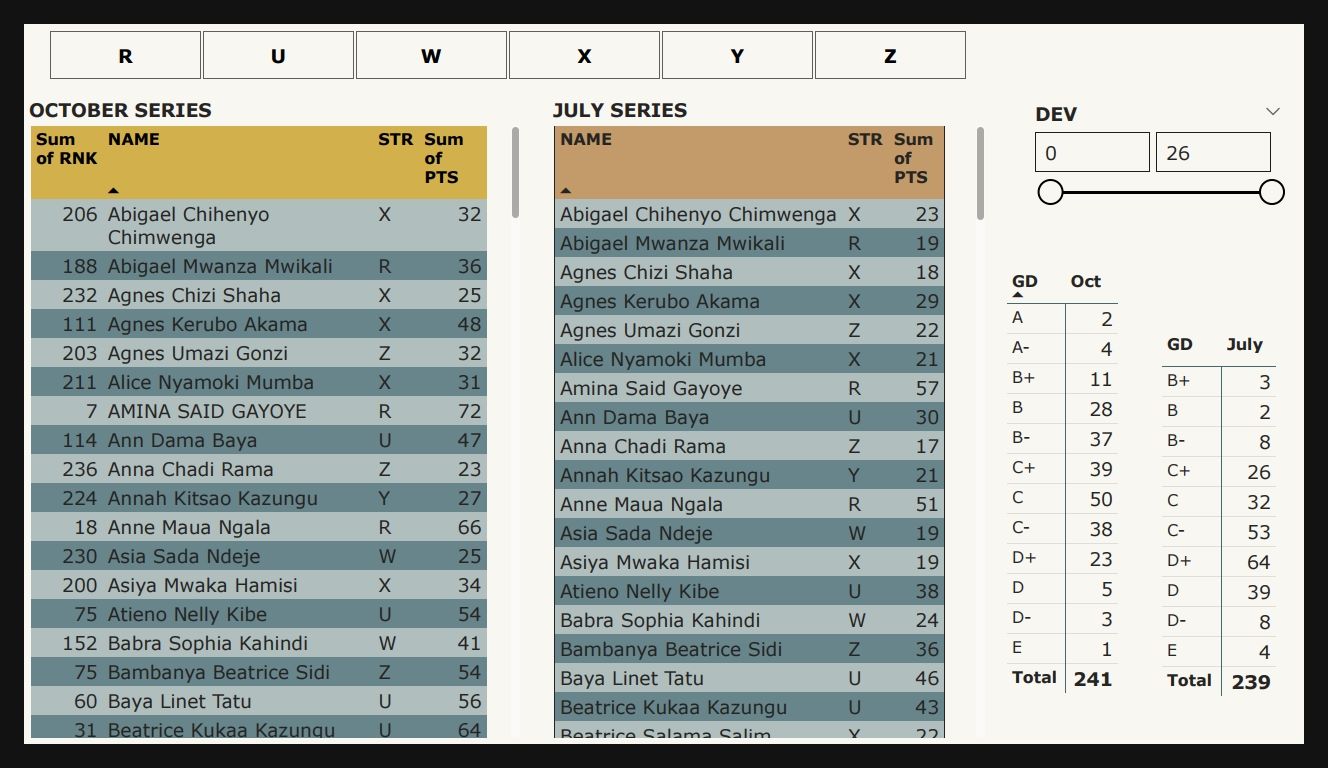 R U W X Y Z
OCTOBER SERIES
Sum of RNK NAME STR Sum of PTS
206 Abigael Chihenyo Chimwenga X 32
188 Abigael Mwanza Mwikali R 36
232 Agnes Chizi Shaha X 25
111 Agnes Kerubo Akama X 48
203 Agnes Umazi Gonzi Z 32
211 Alice Nyamoki Mumba X 31
7 AMINA SAID GAYOYE R 72
114 Ann Dama Baya U 47
236 Anna Chadi Rama Z 23
224 Annah Kitsao Kazungu Y 27
18 Anne Maua Ngala R 66
230 Asia Sada Ndeje W 25
200 Asiya Mwaka Hamisi X 34
75 Atieno Nelly Kibe U 54
152 Babra Sophia Kahindi W 41
75 Bambanya Beatrice Sidi Z 54
60 Baya Linet Tatu U 56
31 Beatrice Kukaa Kazungu U 64
JULY SERIES
NAME STR Sum of PTS
Abigael Chihenyo Chimwenga X 23
Abigael Mwanza Mwikali R 19
Agnes Chizi Shaha X 18
Agnes Kerubo Akama X 29
Agnes Umazi Gonzi Z 22
Alice Nyamoki Mumba X 21
Amina Said Gayoye R 57
Ann Dama Baya U 30
Anna Chadi Rama Z 17
Annah Kitsao Kazungu Y 21
Anne Maua Ngala R 51
Asia Sada Ndeje W 19
Asiya Mwaka Hamisi X 19
Atieno Nelly Kibe U 38
Babra Sophia Kahindi W 24
Bambanya Beatrice Sidi Z 36
Baya Linet Tatu U 46
Beatrice Kukaa Kazungu U 43
Beatrice Salama Salim X 22
DEV
0 26
GD Oct
A 2
A- 4
B+ 11
B 28
B- 37
C+ 39
C 50
C- 38
D+ 23
D 5
D- 3
E 1
Total 241
GD July
B+ 3
B 2
B- 8
C+ 26
C 32
C- 53
D+ 64
D 39
D- 8
E 4
Total 239